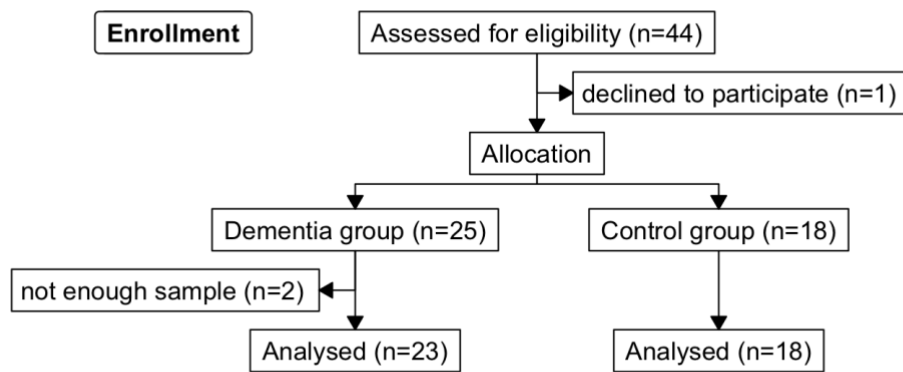 Enrollment
Assessed for eligibility (n=44)
declined to participate (n=1)
Allocation
Dementia group (n=25)
Control group (n=18)
not enough sample (n=2)
Analysed (n=23)
Analysed (n=18)